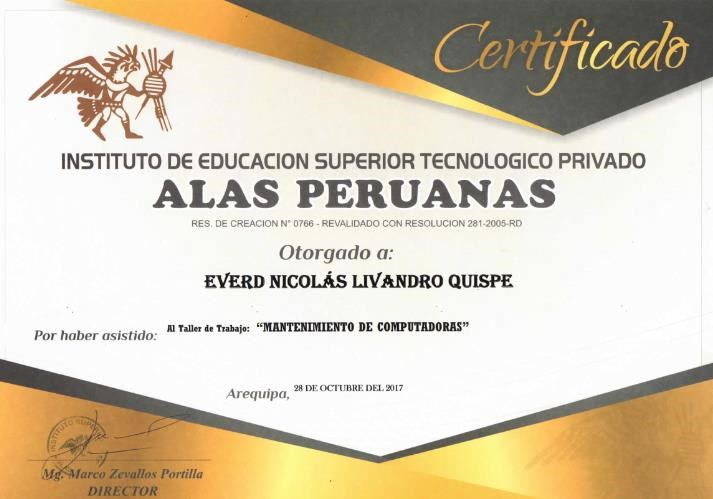 Certificado
INSTITUTO DE EDUCACION SUPERIOR TECNOLOGICO PRIVADO
ALAS PERUANAS
RES. DE CREACION N° 0766 - REVALIDADO CON RESOLUCION 281-2005-RD
Otorgado a:
EVERD NICOLÁS LIVANDRO QUISPE
Por haber asistido: Al Taller de Trabajo: “MANTENIMIENTO DE COMPUTADORAS”
Arequipa, 28 DE OCTUBRE DEL 2017
INSTITUTO SUPERIOR
Mg. Marco Zevallos Portilla
DIRECTOR